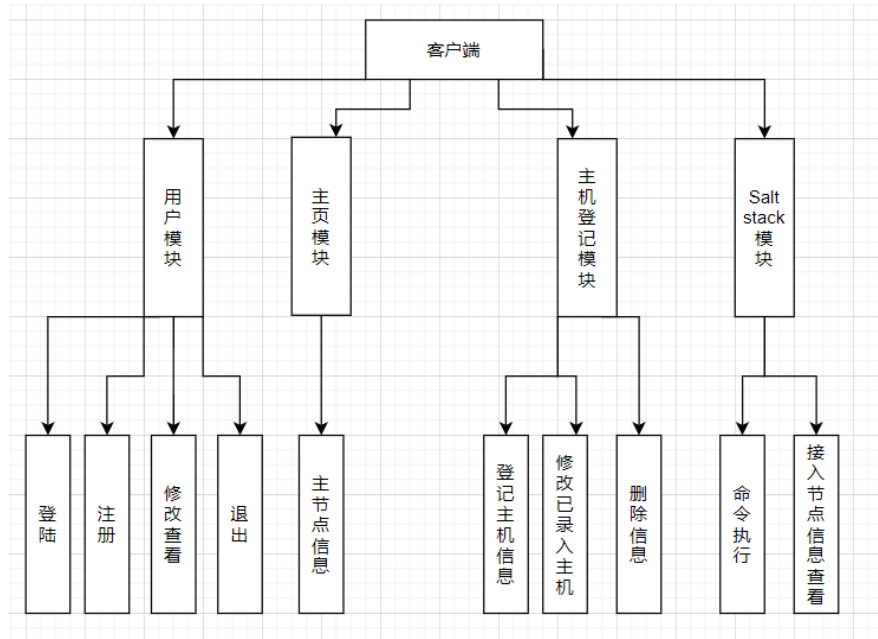 客户端
用户模块
主页模块
主机登记模块
Salt
stack
模块
登陆
注册
修改查看
退出
主节点信息
登记主机信息
修改已录入主机
删除信息
命令执行
接入节点信息查看